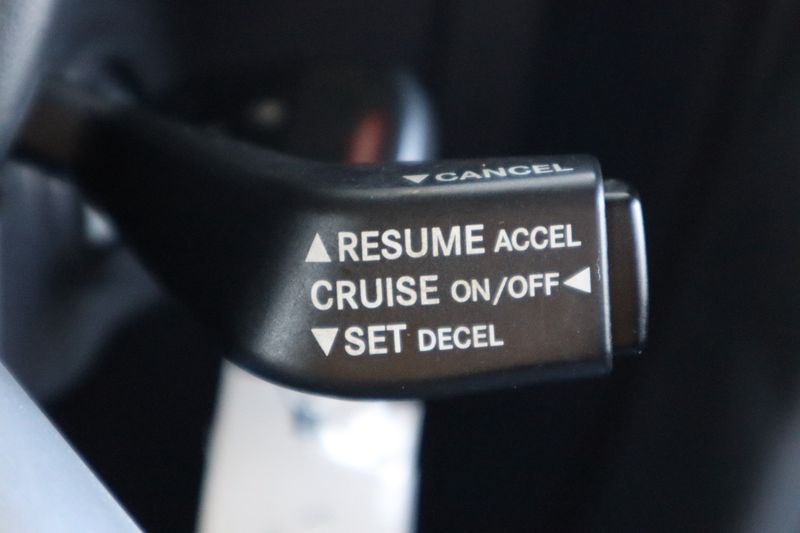 ▼CANCEL
▲RESUME ACCEL
CRUISE ON/OFF◀
▼SET DECEL